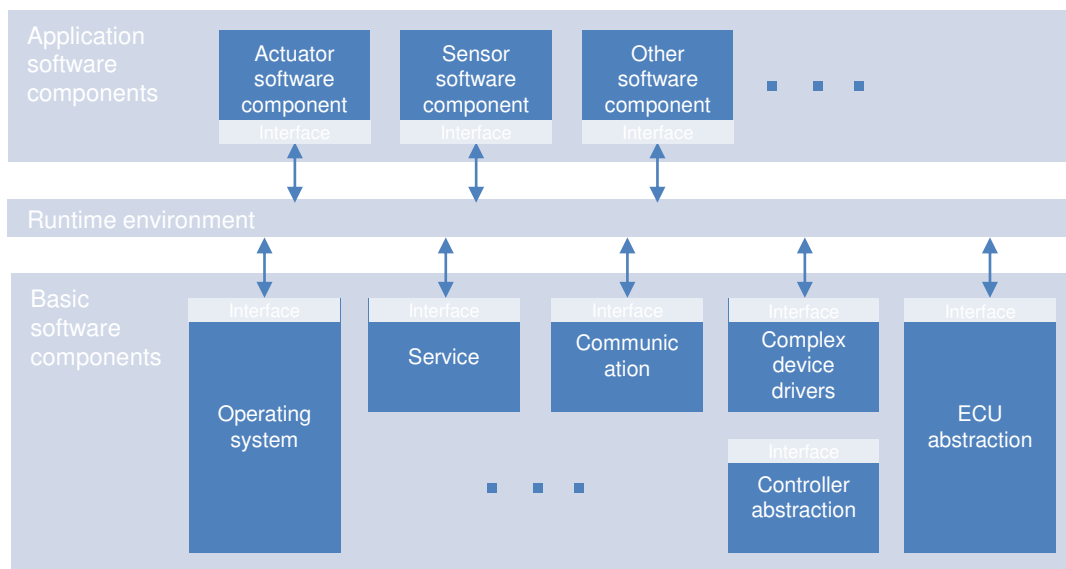 Application
software
components
Actuator
software
component
Interface
Sensor
software
component
Interface
Other
software
component
Interface
Runtime environment
Basic
software
components
Interface
Operating
system
Interface
Service
Interface
Communic
ation
Interface
Complex
device
drivers
Interface
Controller
abstraction
Interface
ECU
abstraction